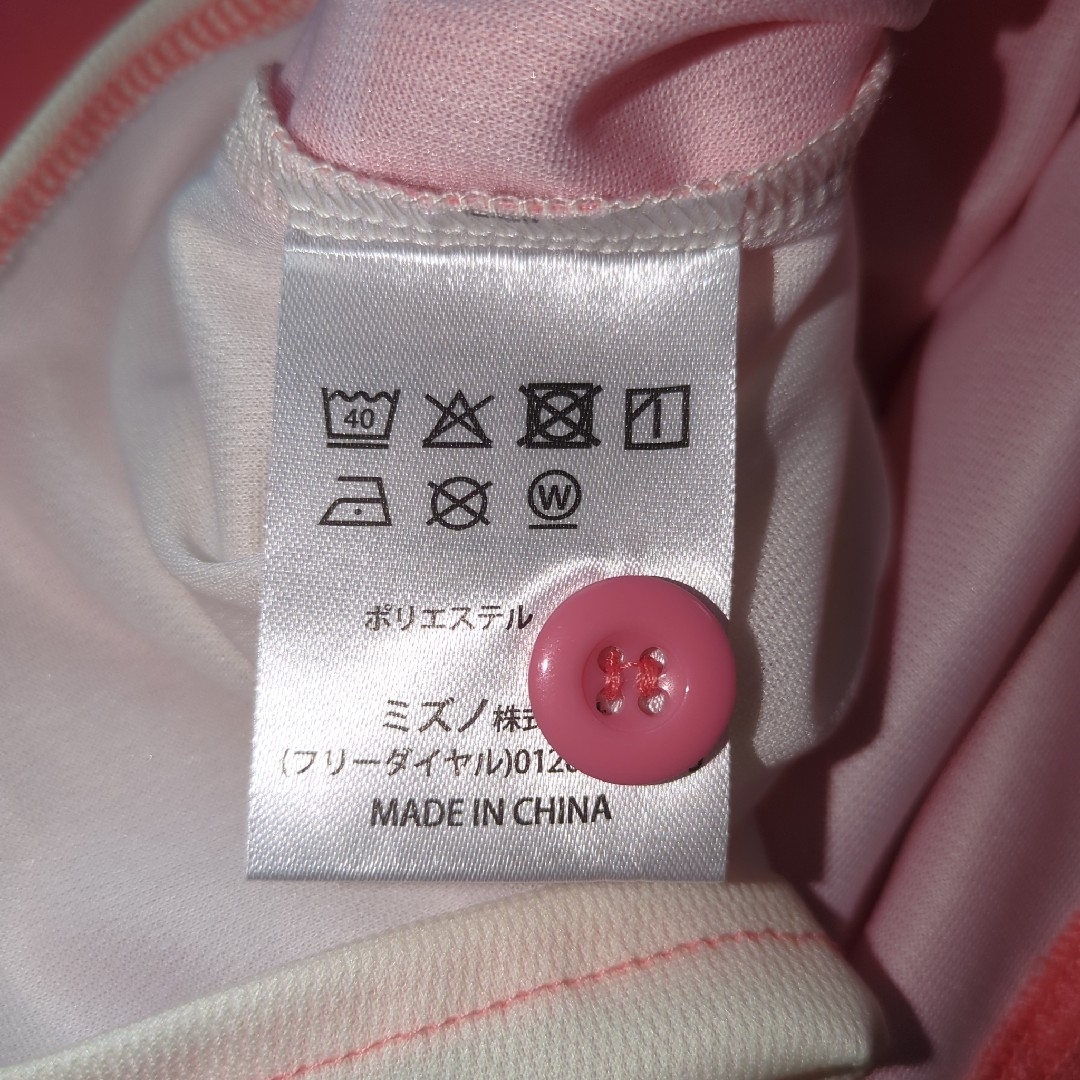 40
W
ポリエステル
ミズノ株
(フリーダイヤル)012
MADE IN CHINA